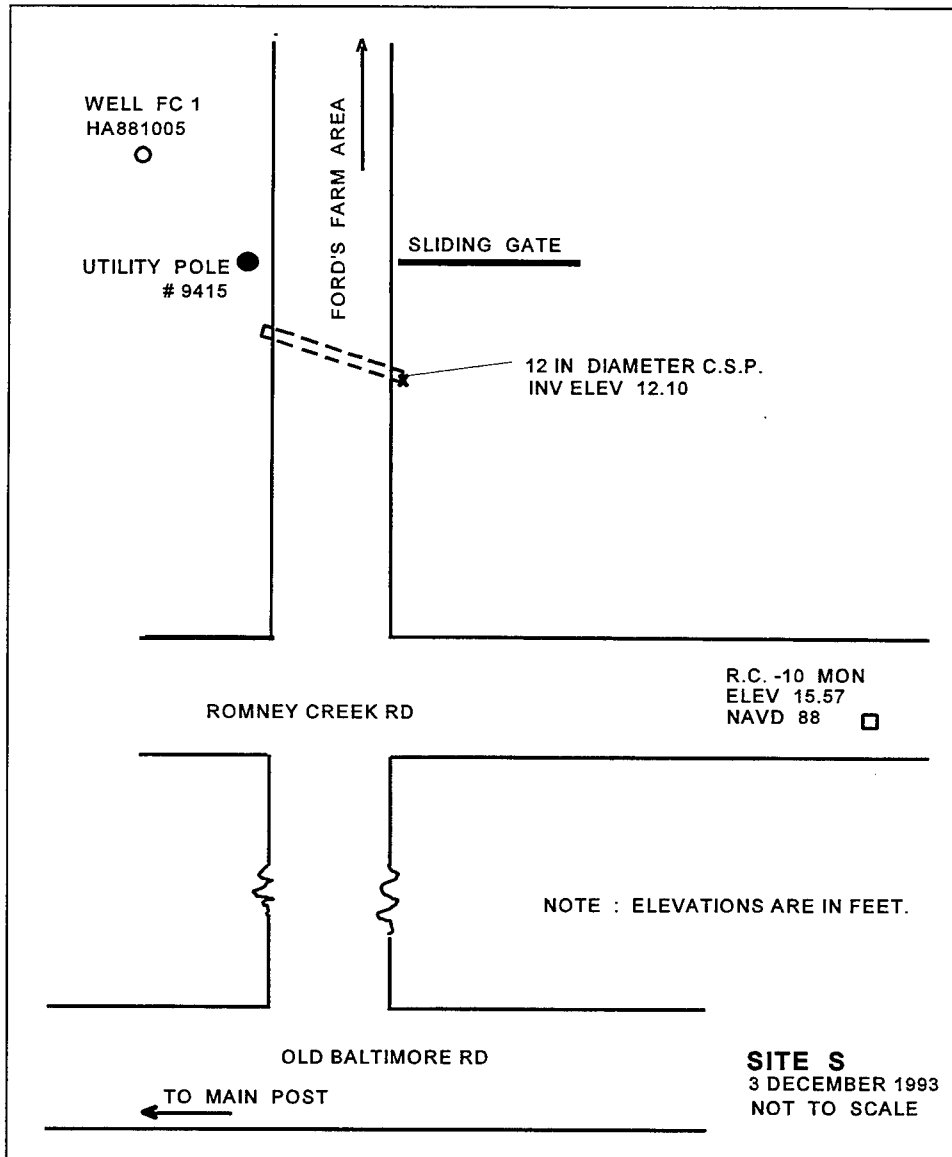 WELL FC 1
HA881005
FORD'S FARM AREA
SLIDING GATE
UTILITY POLE
# 9415
12 IN DIAMETER C.S.P.
INV ELEV 12.10
R.C. -10 MON
ELEV 15.57
NAVD 88
ROMNEY CREEK RD
NOTE : ELEVATIONS ARE IN FEET.
OLD BALTIMORE RD
TO MAIN POST
SITE S
3 DECEMBER 1993
NOT TO SCALE